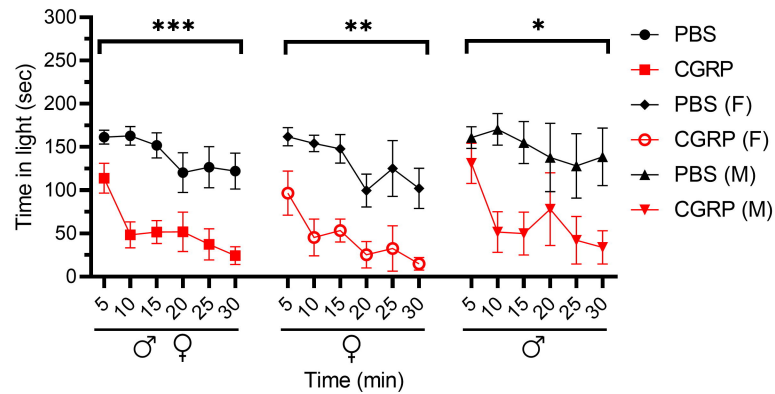 300
250
200
150
100
50
0
Time in light (sec)
*** ** *
5 10 15 20 25 30 5 10 15 20 25 30 5 10 15 20 25 30
♂ ♀ ♀ ♂
Time (min)
PBS
CGRP
PBS (F)
CGRP (F)
PBS (M)
CGRP (M)